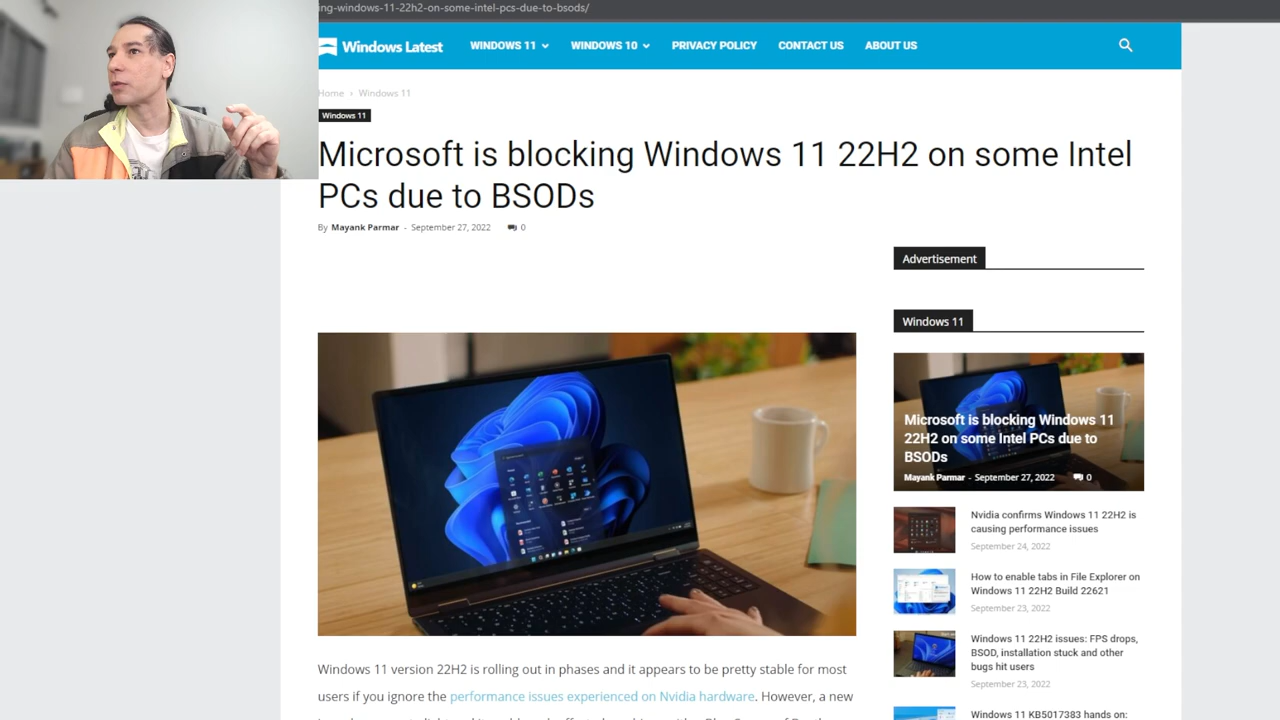 ing-windows-11-22h2-on-some-intel-pcs-due-to-bsods/
Windows Latest
WINDOWS 11
WINDOWS 10
PRIVACY POLICY
CONTACT US
ABOUT US
Home › Windows 11
Windows 11
Microsoft is blocking Windows 11 22H2 on some Intel
PCs due to BSODs
By Mayank Parmar - September 27, 2022 0
Advertisement
Windows 11
Microsoft is blocking Windows 11
22H2 on some Intel PCs due to
BSODs
Mayank Parmar - September 27, 2022 0
Nvidia confirms Windows 11 22H2 is
causing performance issues
September 24, 2022
How to enable tabs in File Explorer on
Windows 11 22H2 Build 22621
September 23, 2022
Windows 11 22H2 issues: FPS drops,
BSOD, installation stuck and other
bugs hit users
September 23, 2022
Windows 11 KB5017383 hands on:
Windows 11 version 22H2 is rolling out in phases and it appears to be pretty stable for most
users if you ignore the performance issues experienced on Nvidia hardware. However, a new